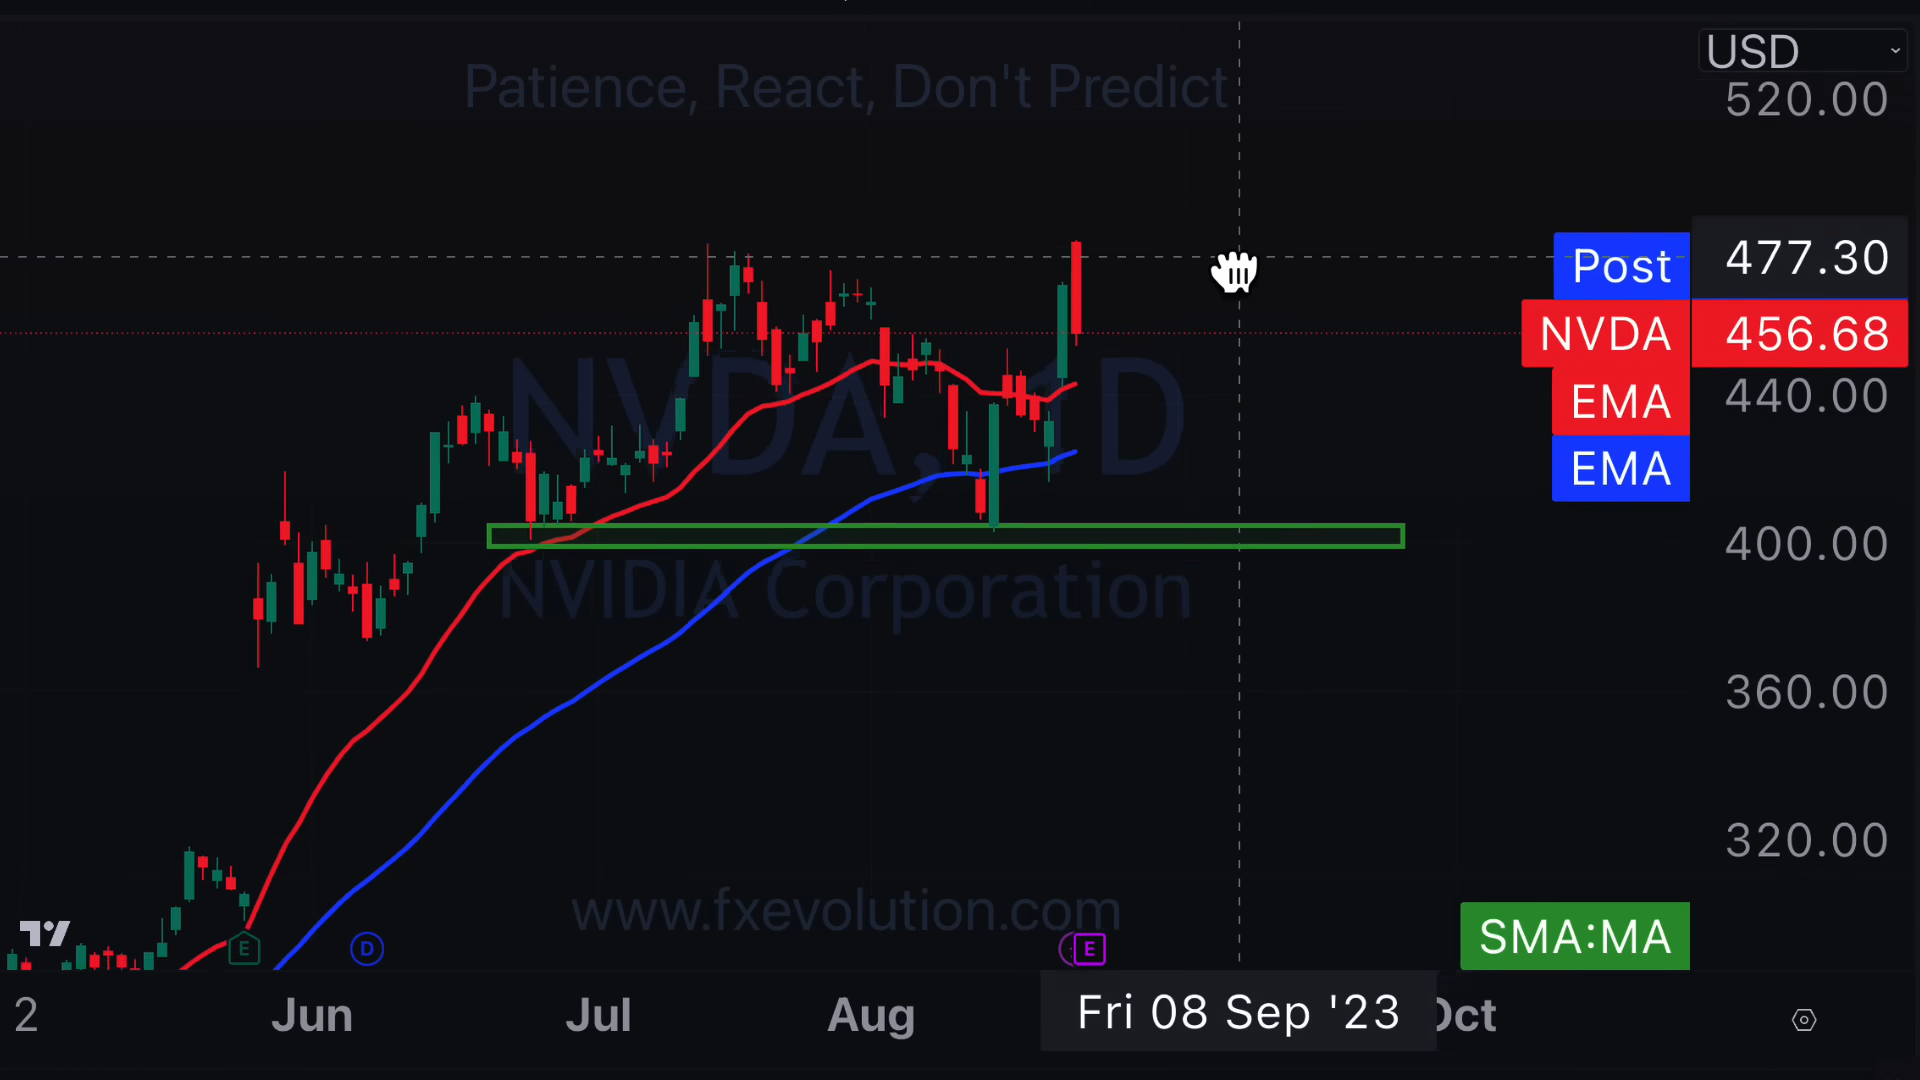 Patience, React, Don't Predict
USD
520.00
Post 477.30
NVDA 456.68
EMA 440.00
EMA
NVDA, 1D
400.00
NVIDIA Corporation
360.00
320.00
www.fxevolution.com
E
D
E
SMA:MA
2 Jun Jul Aug Fri 08 Sep '23 Oct